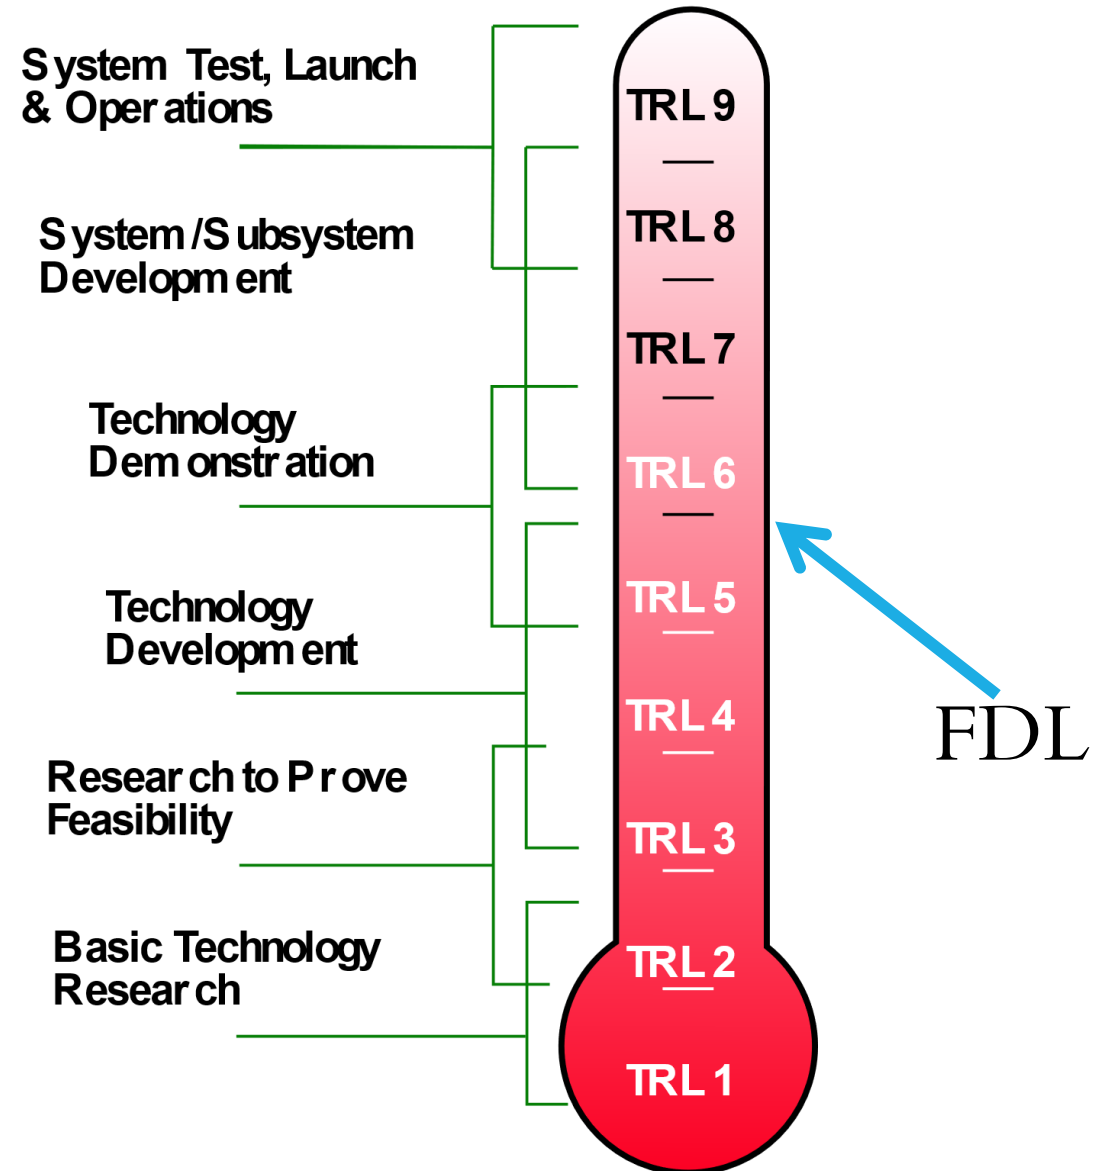 System Test, Launch
& Operations
System/Subsystem
Development
Technology
Demonstration
Technology
Development
Research to Prove
Feasibility
Basic Technology
Research
TRL 9
TRL 8
TRL 7
TRL 6
TRL 5
TRL 4
TRL 3
TRL 2
TRL 1
FDL